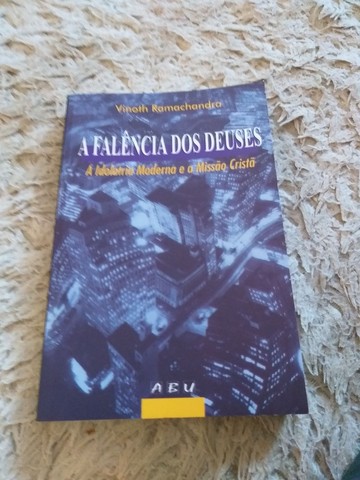 Vinoth Ramachandra
A FALÊNCIA DOS DEUSES
A Idolatria Moderna e a Missão Cristã
ABU